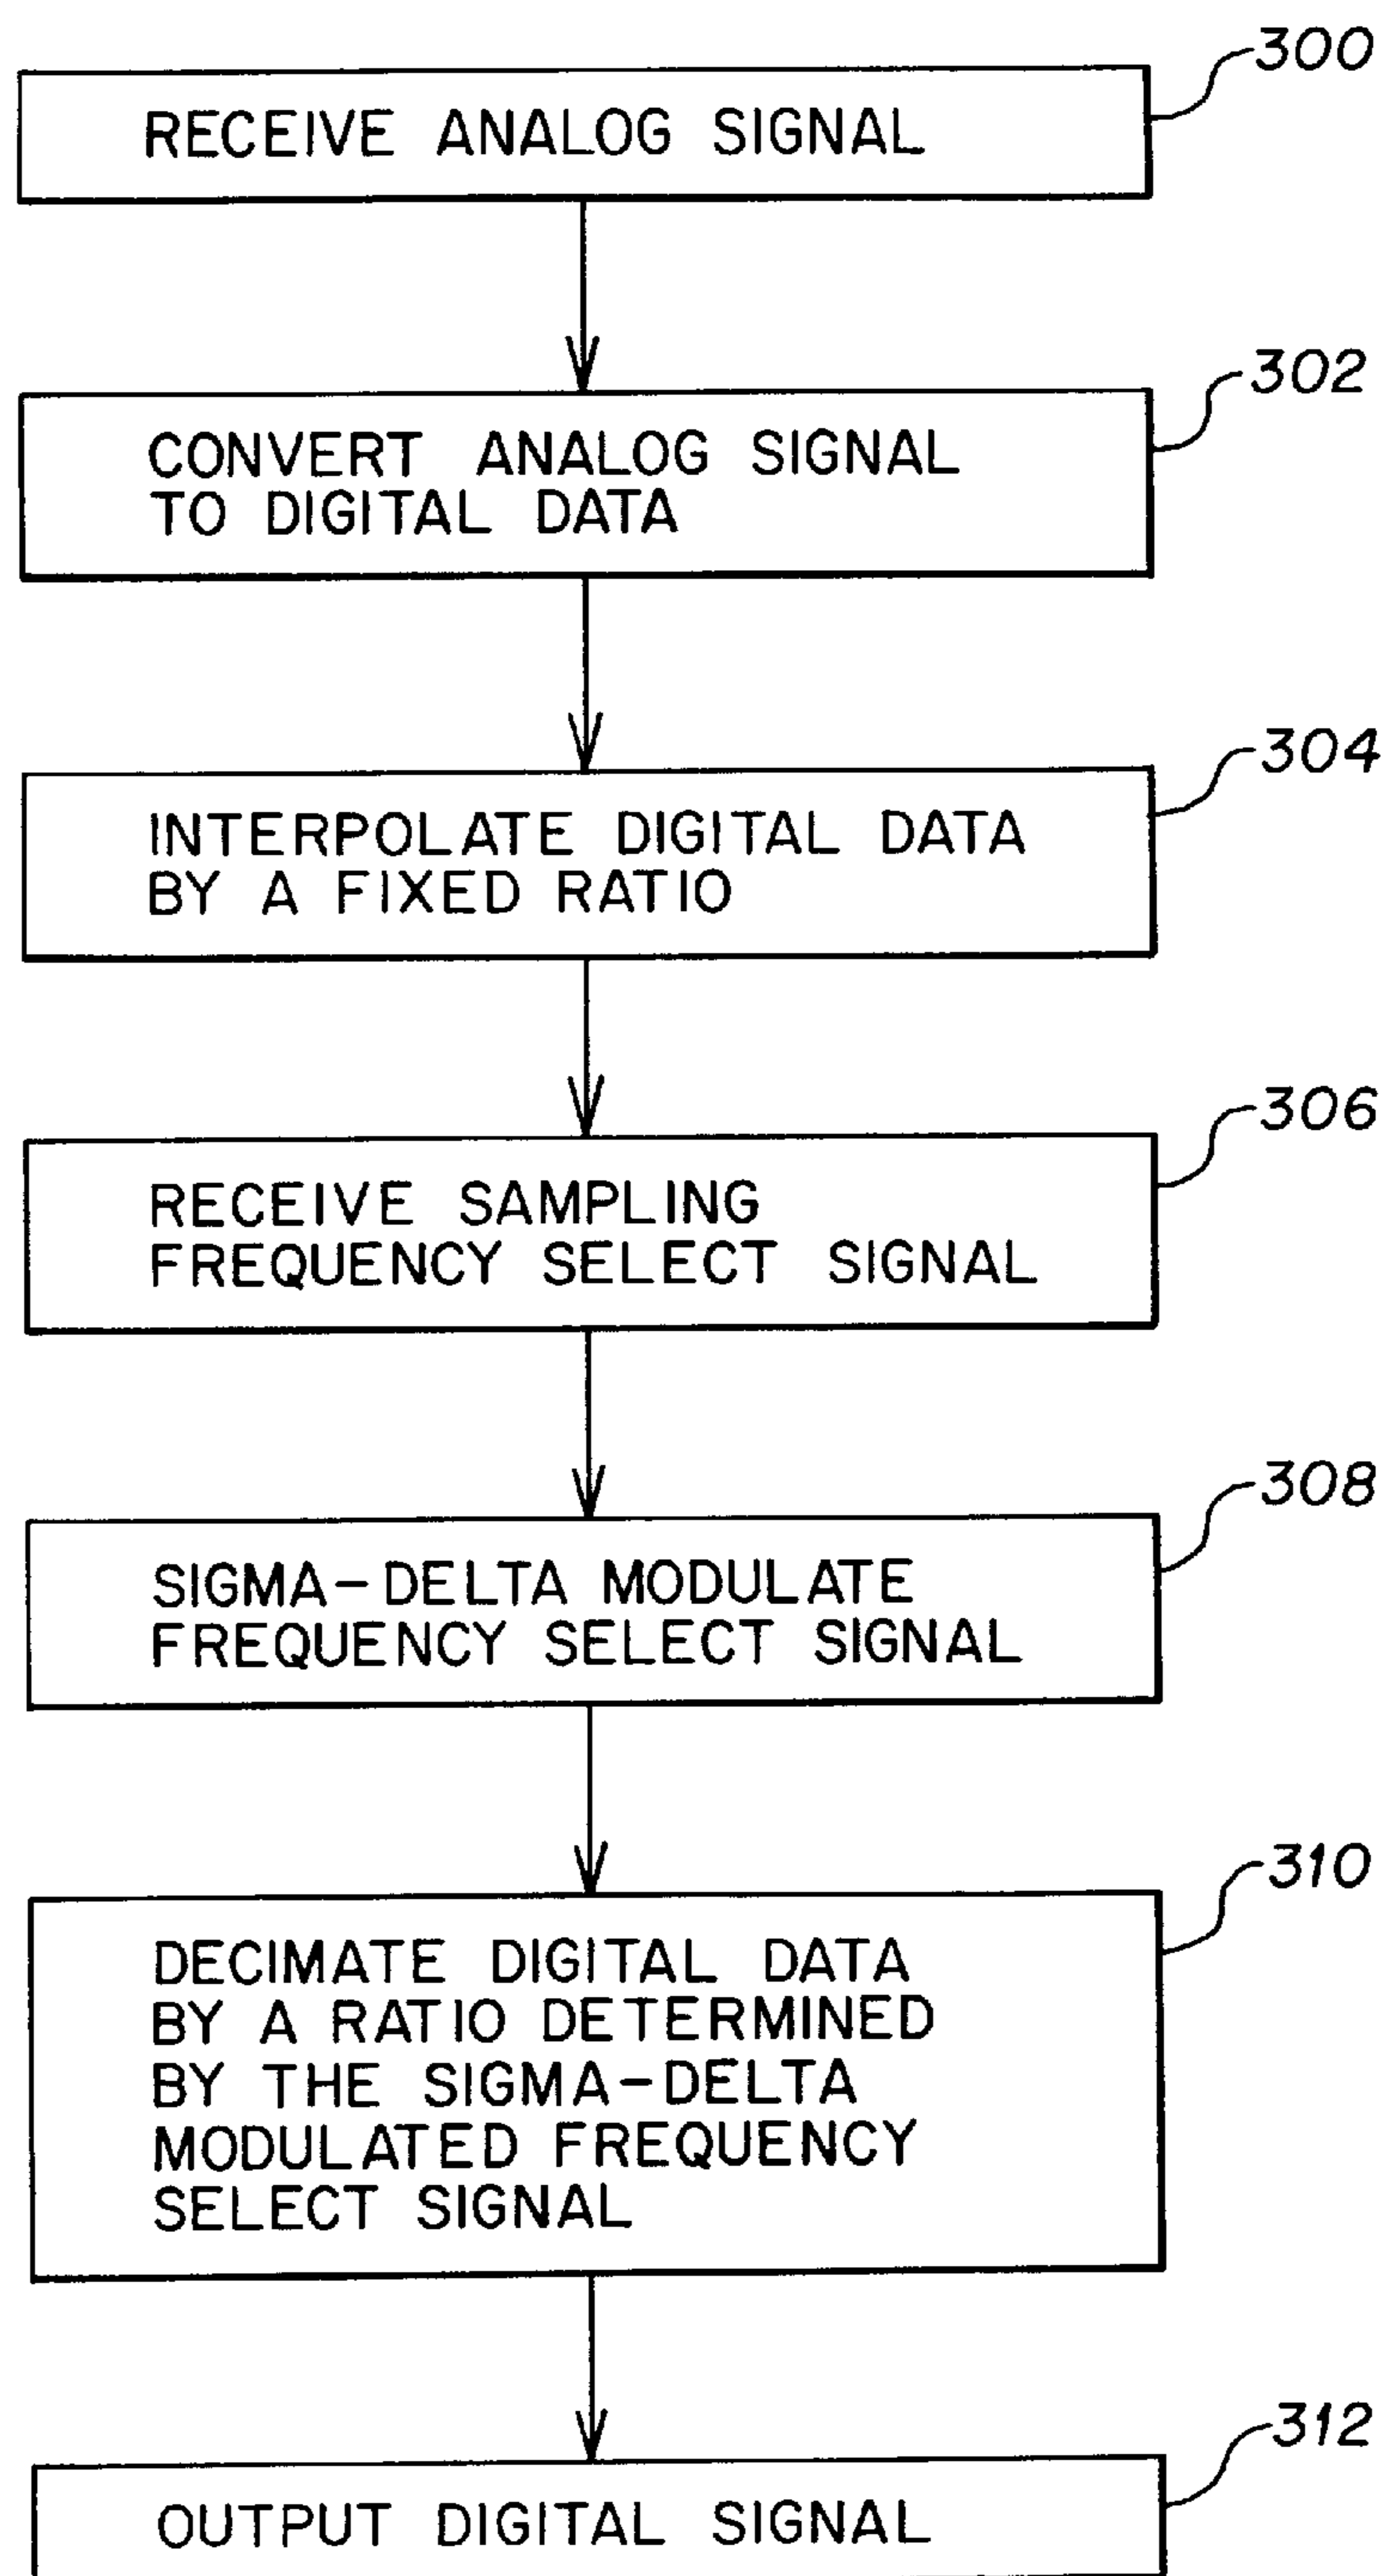 300
RECEIVE ANALOG SIGNAL
302
CONVERT ANALOG SIGNAL
TO DIGITAL DATA
304
INTERPOLATE DIGITAL DATA
BY A FIXED RATIO
306
RECEIVE SAMPLING
FREQUENCY SELECT SIGNAL
308
SIGMA-DELTA MODULATE
FREQUENCY SELECT SIGNAL
310
DECIMATE DIGITAL DATA
BY A RATIO DETERMINED
BY THE SIGMA-DELTA
MODULATED FREQUENCY
SELECT SIGNAL
312
OUTPUT DIGITAL SIGNAL